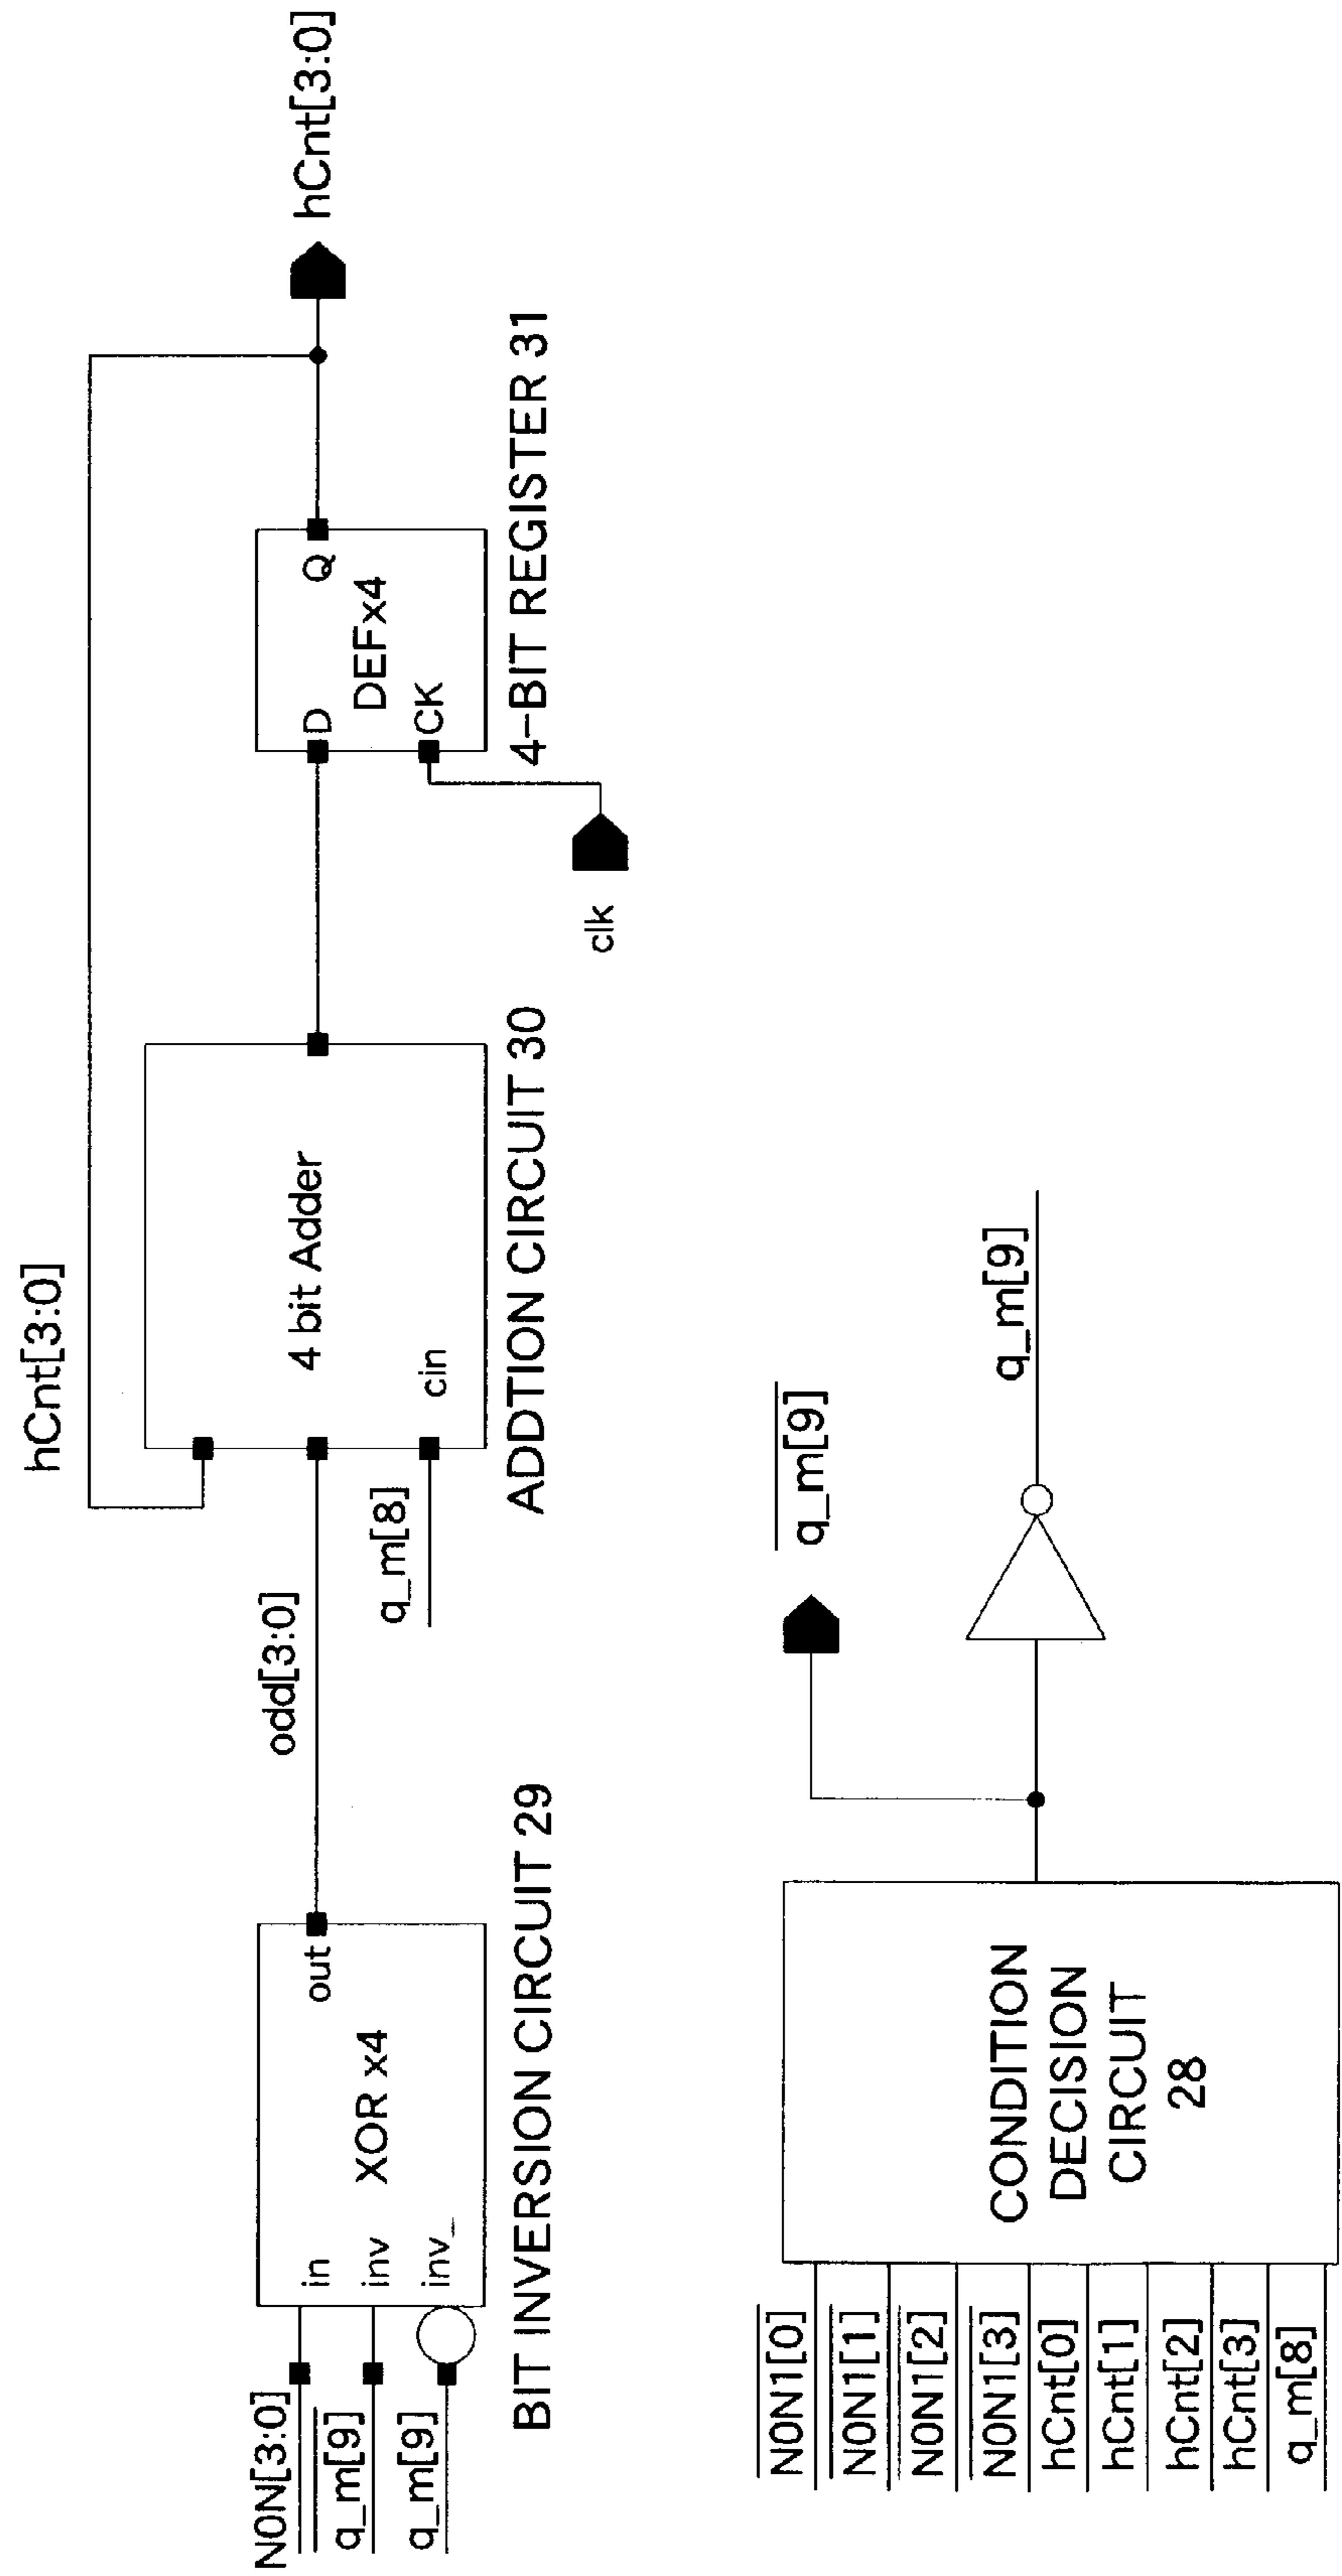 hCnt[3:0]
N0N[3:0]
q_m[9]
q_m[9]
in
inv
inv_
XOR x4
out
BIT INVERSION CIRCUIT 29
odd[3:0]
q_m[8]
4 bit Adder
cin
ADDTION CIRCUIT 30
D
Q
DEFx4
CK
4-BIT REGISTER 31
clk
hCnt[3:0]
N0N1[0]
N0N1[1]
N0N1[2]
N0N1[3]
hCnt[0]
hCnt[1]
hCnt[2]
hCnt[3]
q_m[8]
CONDITION
DECISION
CIRCUIT
28
q_m[9]
q_m[9]